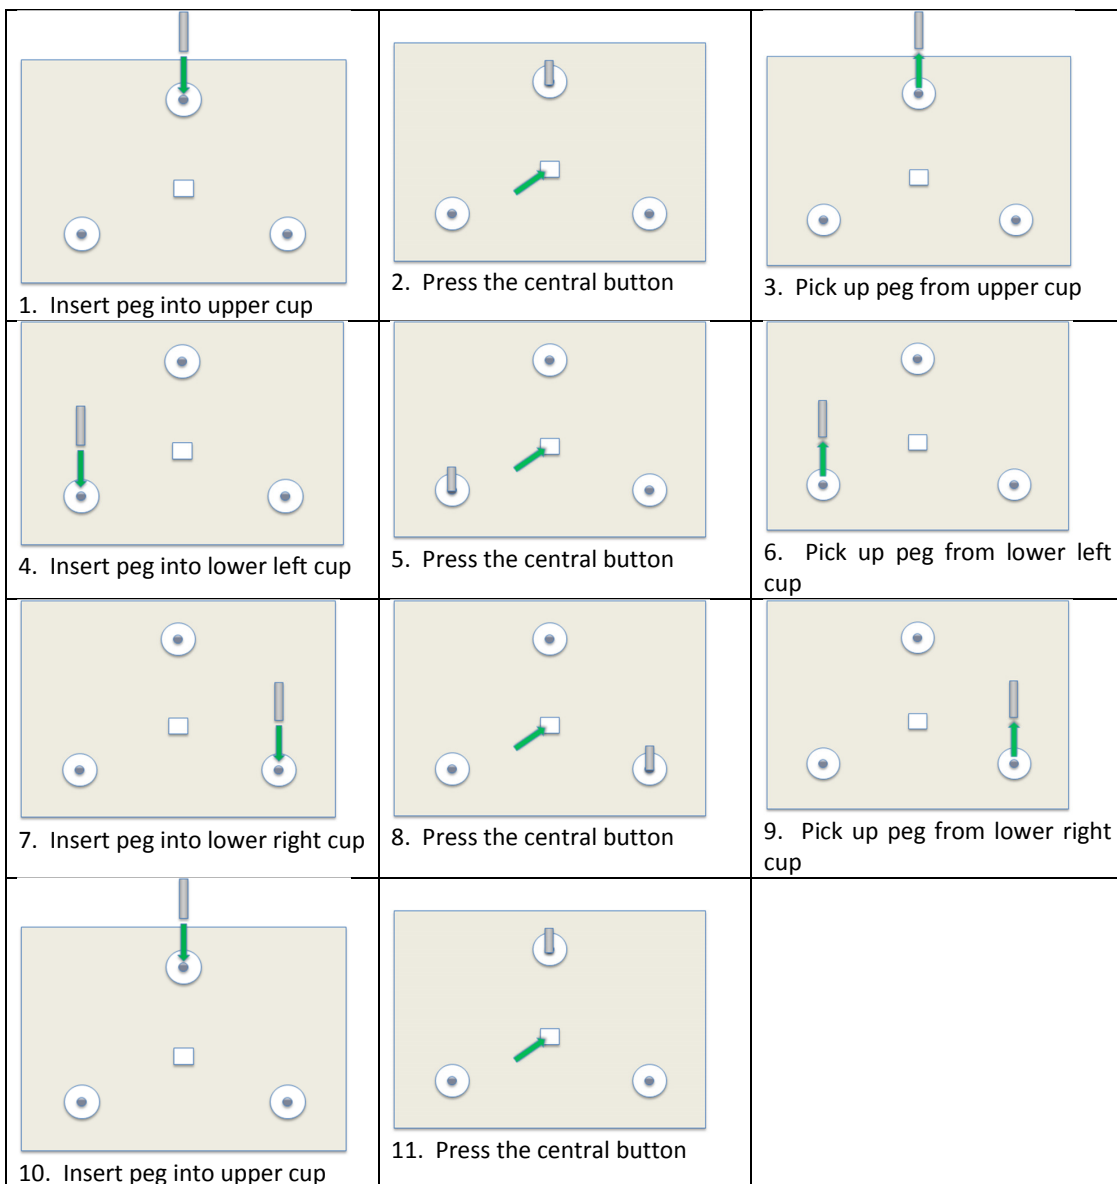 1. Insert peg into upper cup
2. Press the central button
3. Pick up peg from upper cup
4. Insert peg into lower left cup
5. Press the central button
6. Pick up peg from lower left
cup
7. Insert peg into lower right cup
8. Press the central button
9. Pick up peg from lower right
cup
10. Insert peg into upper cup
11. Press the central button